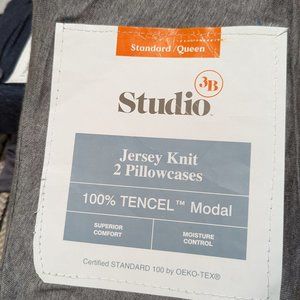 Standard/Queen
3B
Studio™
Jersey Knit
2 Pillowcases
100% TENCEL™ Modal
SUPERIOR
COMFORT
MOISTURE
CONTROL
Certified STANDARD 100 by OEKO-TEX®